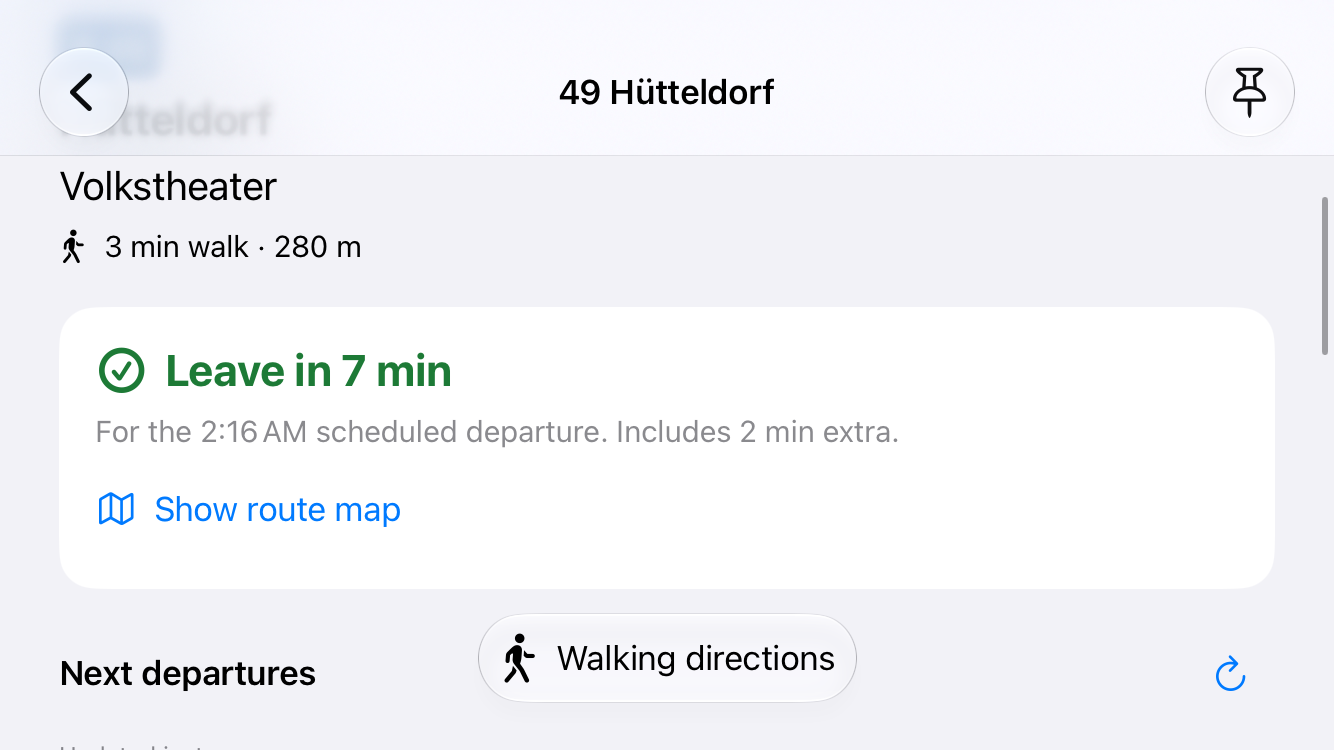 49 Hütteldorf
Hütteldorf
Volkstheater
3 min walk · 280 m
Leave in 7 min
For the 2:16 AM scheduled departure. Includes 2 min extra.
Show route map
Next departures
Walking directions